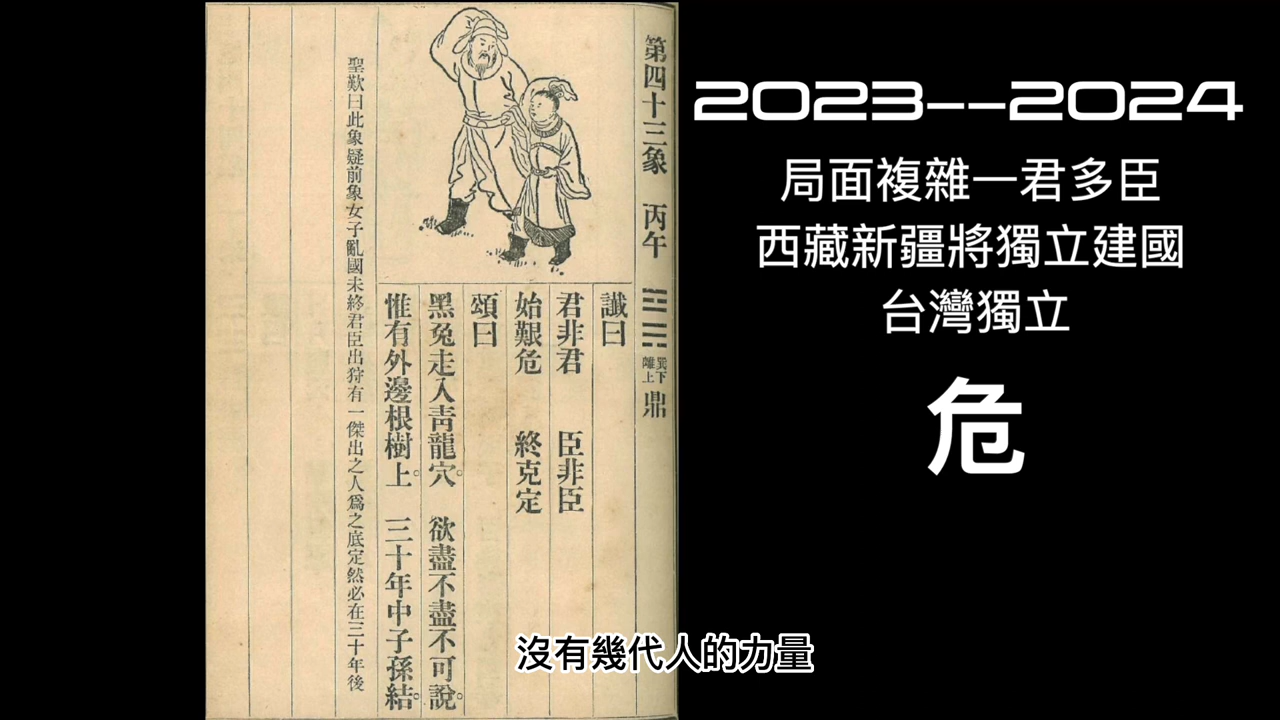 第四十三象 丙午
巽下
離上
鼎
讖曰
君非君 臣非臣
始艱危 終克定
頌曰
黑兔走入青龍穴。 欲盡不盡不可說。
惟有外邊根樹上。 三十年中子孫結。
聖歎曰此象疑前象女子亂國未終君臣出狩有一傑出之人為之底定然必在三十年後
2023--2024
局面複雜一君多臣
西藏新疆將獨立建國
台灣獨立
危
沒有幾代人的力量